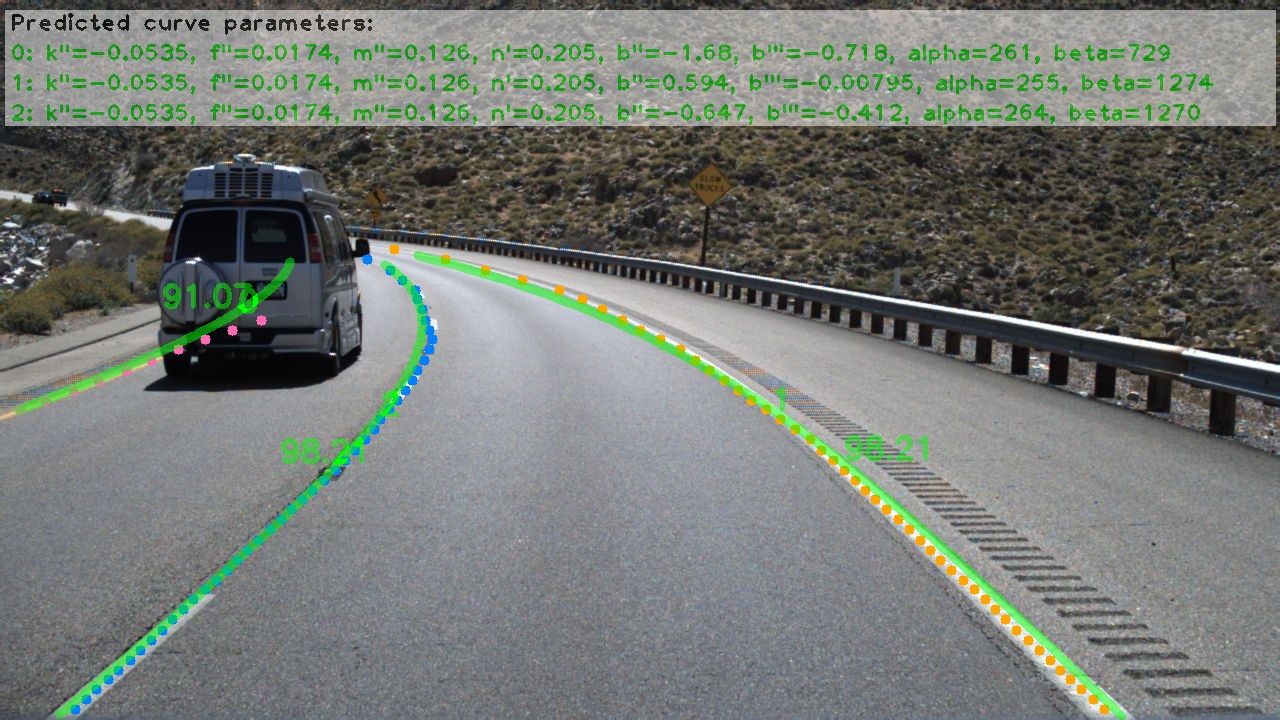 Predicted curve parameters:
0: k''=-0.0535, f''=0.0174, m''=0.126, n'=0.205, b''=-1.68, b'''=-0.718, alpha=261, beta=729
1: k''=-0.0535, f''=0.0174, m''=0.126, n'=0.205, b''=0.594, b'''=-0.00795, alpha=255, beta=1274
2: k''=-0.0535, f''=0.0174, m''=0.126, n'=0.205, b''=-0.647, b'''=-0.412, alpha=264, beta=1270
SLOW
TRUCKS
91.07
98.21
98.21